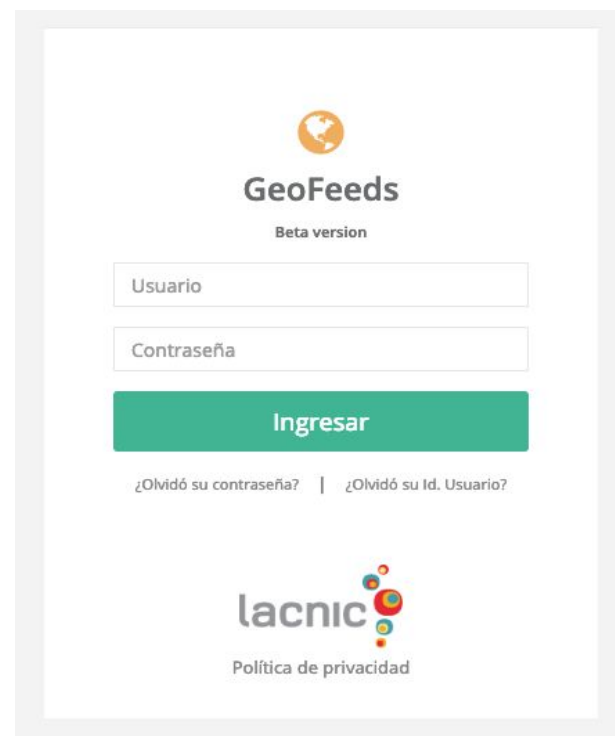 GeoFeeds
Beta version
Usuario
Contraseña
Ingresar
¿Olvidó su contraseña? | ¿Olvidó su Id. Usuario?
lacnic
Política de privacidad